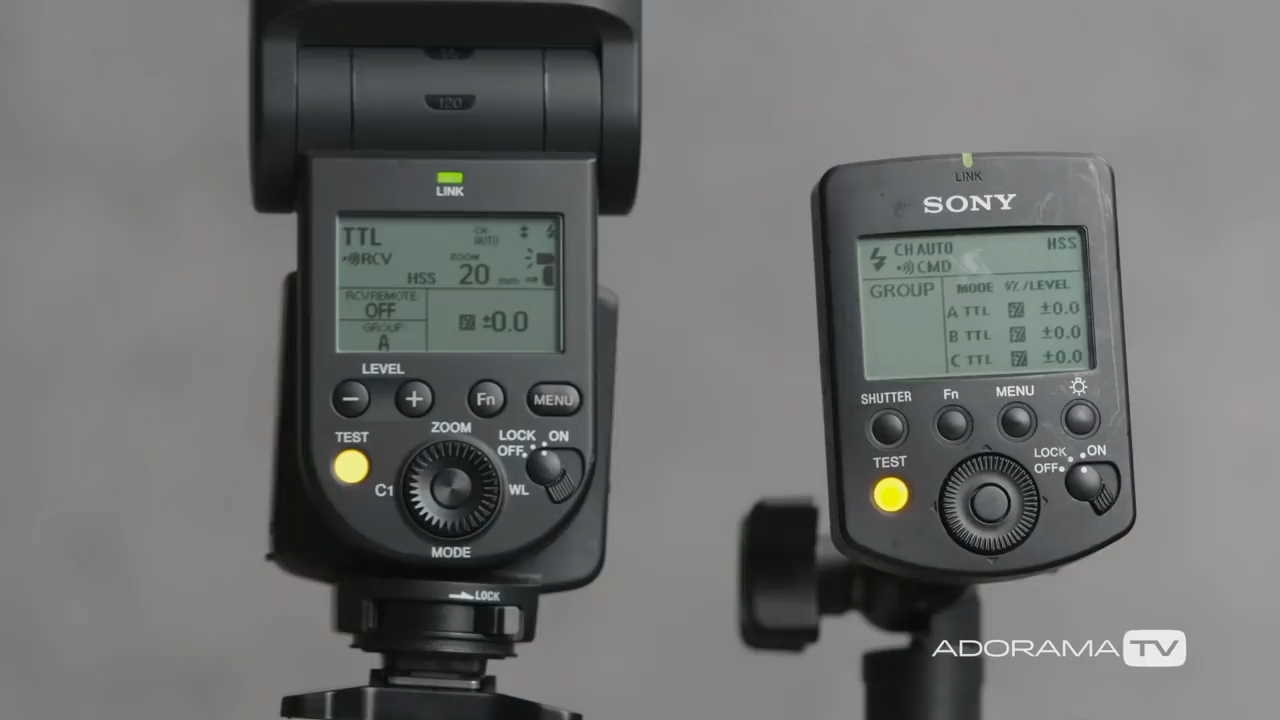 120
LINK
TTL
CH
AUTO
RCV
ZOOM
HSS 20 mm
RCV REMOTE
OFF
GROUP
A
±0.0
LEVEL
− + Fn MENU
TEST
ZOOM
LOCK ON
OFF
C1
WL
MODE
LOCK
LINK
SONY
CH AUTO HSS
CMD
GROUP MODE /LEVEL
A TTL ±0.0
B TTL ±0.0
C TTL ±0.0
SHUTTER Fn MENU
TEST
LOCK ON
OFF
ADORAMA TV